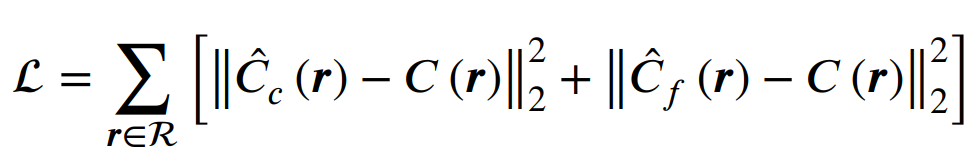 ℒ = ∑_{r∈ℛ} [‖Ĉ_c (r) − C (r)‖₂² + ‖Ĉ_f (r) − C (r)‖₂²]